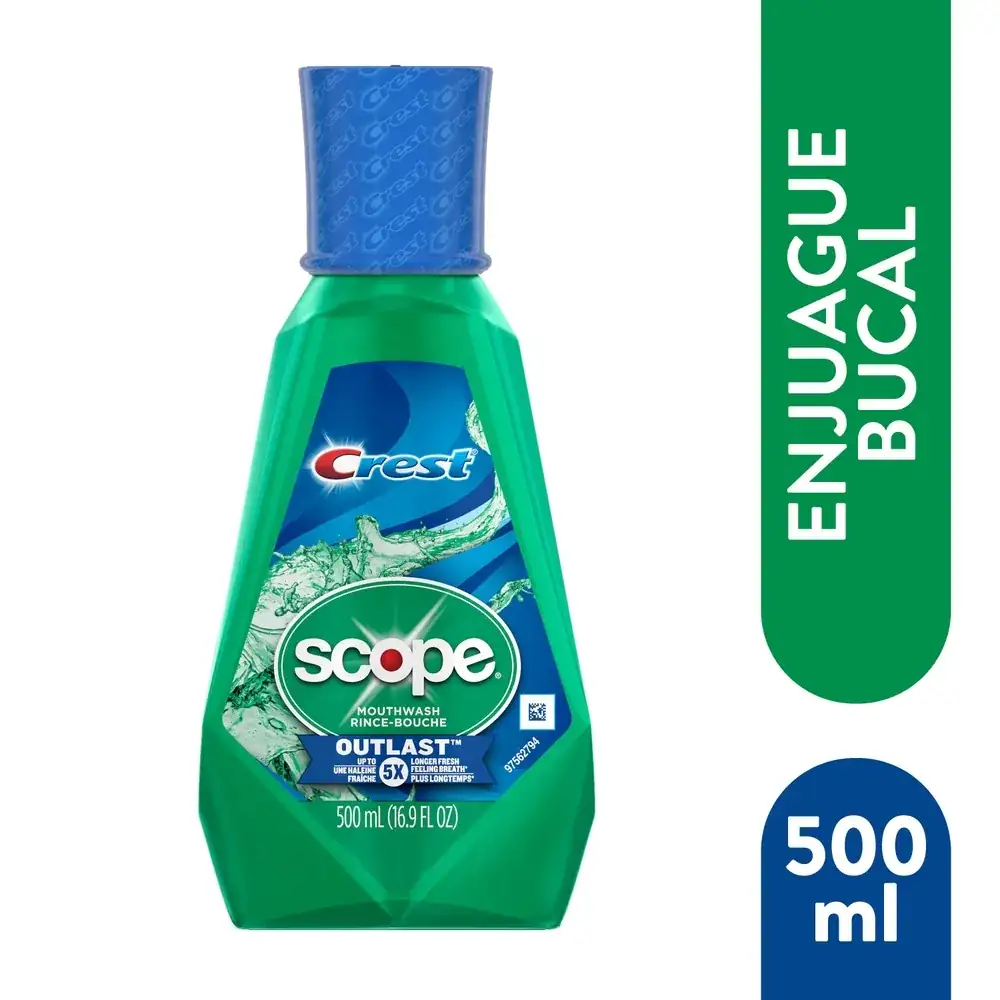 Crest
scope®
MOUTHWASH
RINCE-BOUCHE
OUTLAST™
UP TO 5X LONGER FRESH FEELING BREATH*
UNE HALEINE FRAÎCHE 5X PLUS LONGTEMPS*
500 mL (16.9 FL OZ)
97562794
ENJUAGUE
BUCAL
500
ml